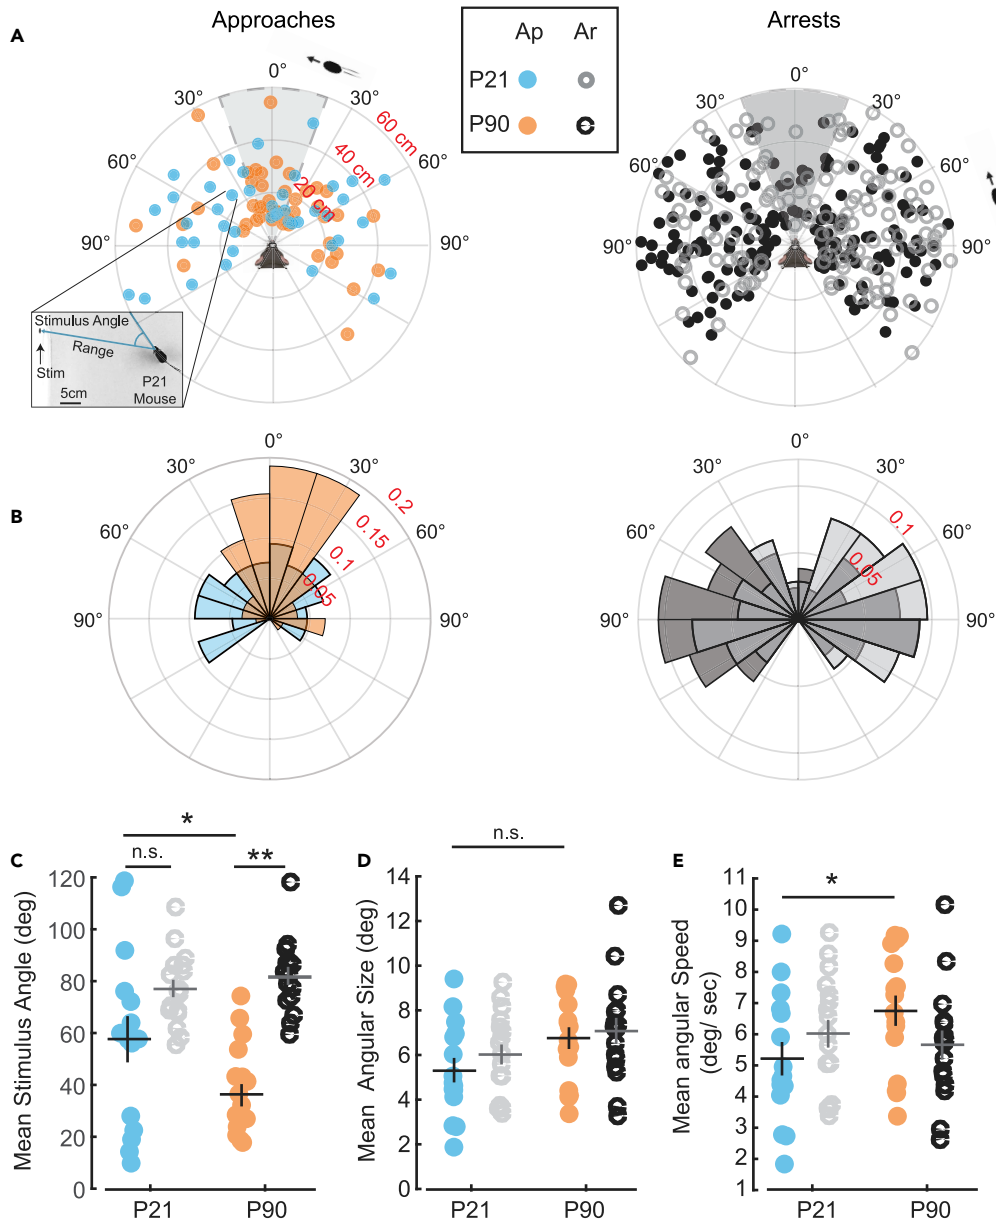 Approaches
Arrests
A
Ap Ar
P21
P90
0°
30°
30°
60°
60°
90°
90°
60 cm
40 cm
20 cm
Stimulus Angle
Range
Stim
5cm
P21
Mouse
0°
30°
30°
60°
60°
90°
90°
B
0°
30°
30°
60°
60°
90°
90°
0.2
0.15
0.1
0.05
0°
30°
30°
60°
60°
90°
90°
0.1
0.05
C
*
n.s.
**
Mean Stimulus Angle (deg)
120
100
80
60
40
20
0
P21 P90
D
n.s.
Mean Angular Size (deg)
14
12
10
8
6
4
2
0
P21 P90
E
*
Mean angular Speed
(deg/ sec)
11
10
9
8
7
6
5
4
3
2
1
P21 P90